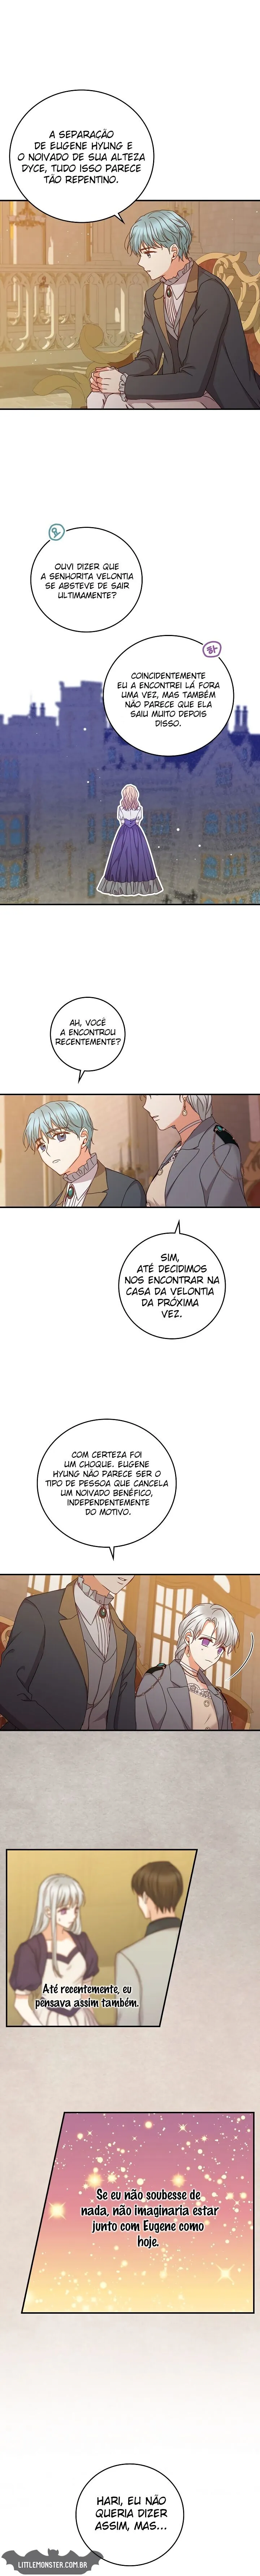 A SEPARAÇÃO
DE EUGENE HYUNG E
O NOIVADO DE SUA ALTEZA
DYCE, TUDO ISSO PARECE
TÃO REPENTINO.
OUVI DIZER QUE
A SENHORITA VELONTIA
SE ABSTEVE DE SAIR
ULTIMAMENTE?
COINCIDENTEMENTE
EU A ENCONTREI LÁ FORA
UMA VEZ, MAS TAMBÉM
NÃO PARECE QUE ELA
SAIU MUITO DEPOIS
DISSO.
AH, VOCÊ
A ENCONTROU
RECENTEMENTE?
SIM,
ATÉ DECIDIMOS
NOS ENCONTRAR NA
CASA DA VELONTIA
DA PRÓXIMA
VEZ.
COM CERTEZA FOI
UM CHOQUE. EUGENE
HYUNG NÃO PARECE SER O
TIPO DE PESSOA QUE CANCELA
UM NOIVADO BENÉFICO,
INDEPENDENTEMENTE
DO MOTIVO.
Até recentemente, eu
pensava assim também.
Se eu não soubesse de
nada, não imaginaria estar
junto com Eugene como
hoje.
HARI, EU NÃO
QUERIA DIZER
ASSIM, MAS...
LITTLEMONSTER.COM.BR